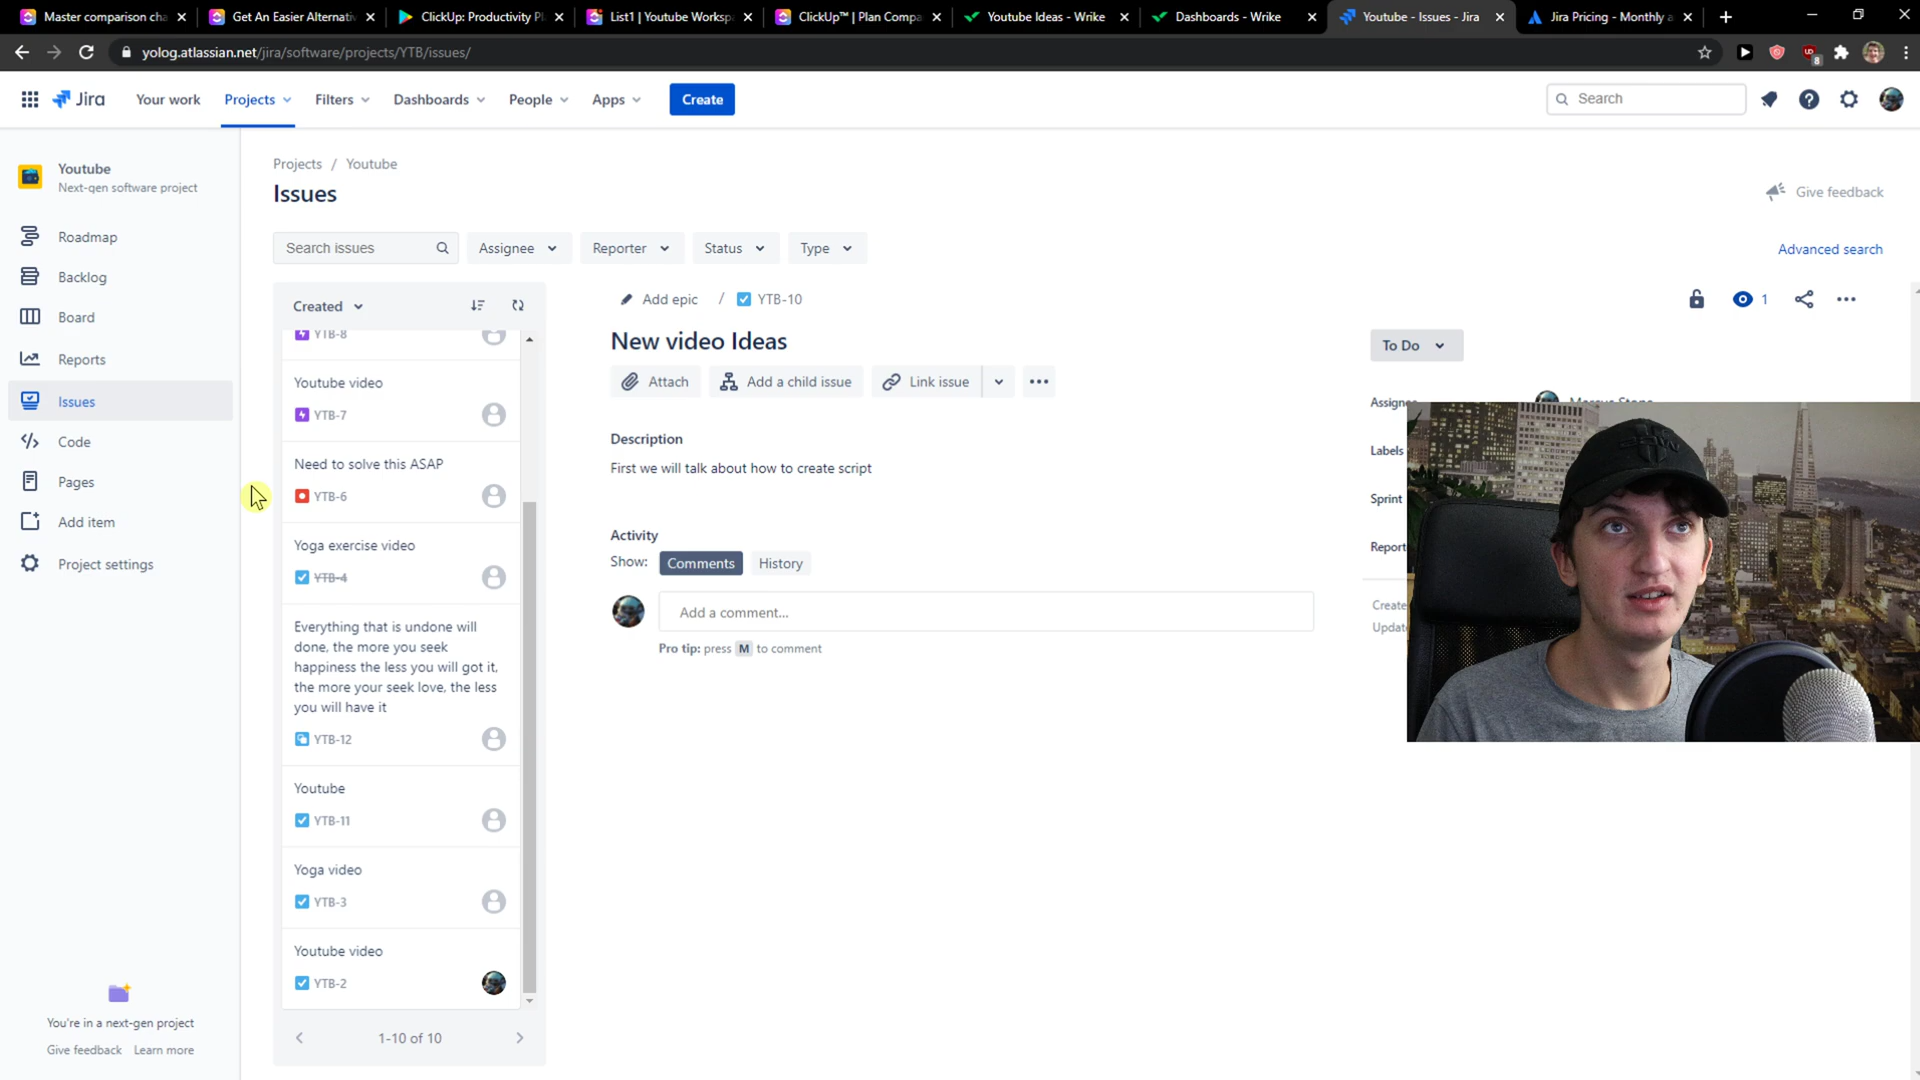 Master comparison cha
Get An Easier Alternativ
ClickUp: Productivity Pl
List1 | Youtube Worksp
ClickUp™ | Plan Compa
Youtube Ideas - Wrike
Dashboards - Wrike
Youtube - Issues - Jira
Jira Pricing - Monthly a
yolog.atlassian.net/jira/software/projects/YTB/issues/
8
Jira
Your work
Projects
Filters
Dashboards
People
Apps
Create
Search
Youtube
Next-gen software project
Roadmap
Backlog
Board
Reports
Issues
Code
Pages
Add item
Project settings
You're in a next-gen project
Give feedback Learn more
Projects / Youtube
Issues
Give feedback
Search issues
Assignee
Reporter
Status
Type
Advanced search
Created
YTB-8
Youtube video
YTB-7
Need to solve this ASAP
YTB-6
Yoga exercise video
YTB-4
Everything that is undone will
done, the more you seek
happiness the less you will got it,
the more your seek love, the less
you will have it
YTB-12
Youtube
YTB-11
Yoga video
YTB-3
Youtube video
YTB-2
1-10 of 10
Add epic / YTB-10
1
New video Ideas
Attach
Add a child issue
Link issue
To Do
Description
First we will talk about how to create script
Activity
Show:
Comments
History
Add a comment...
Pro tip: press M to comment
Assigne
Labels
Sprint
Report
Create
Updat